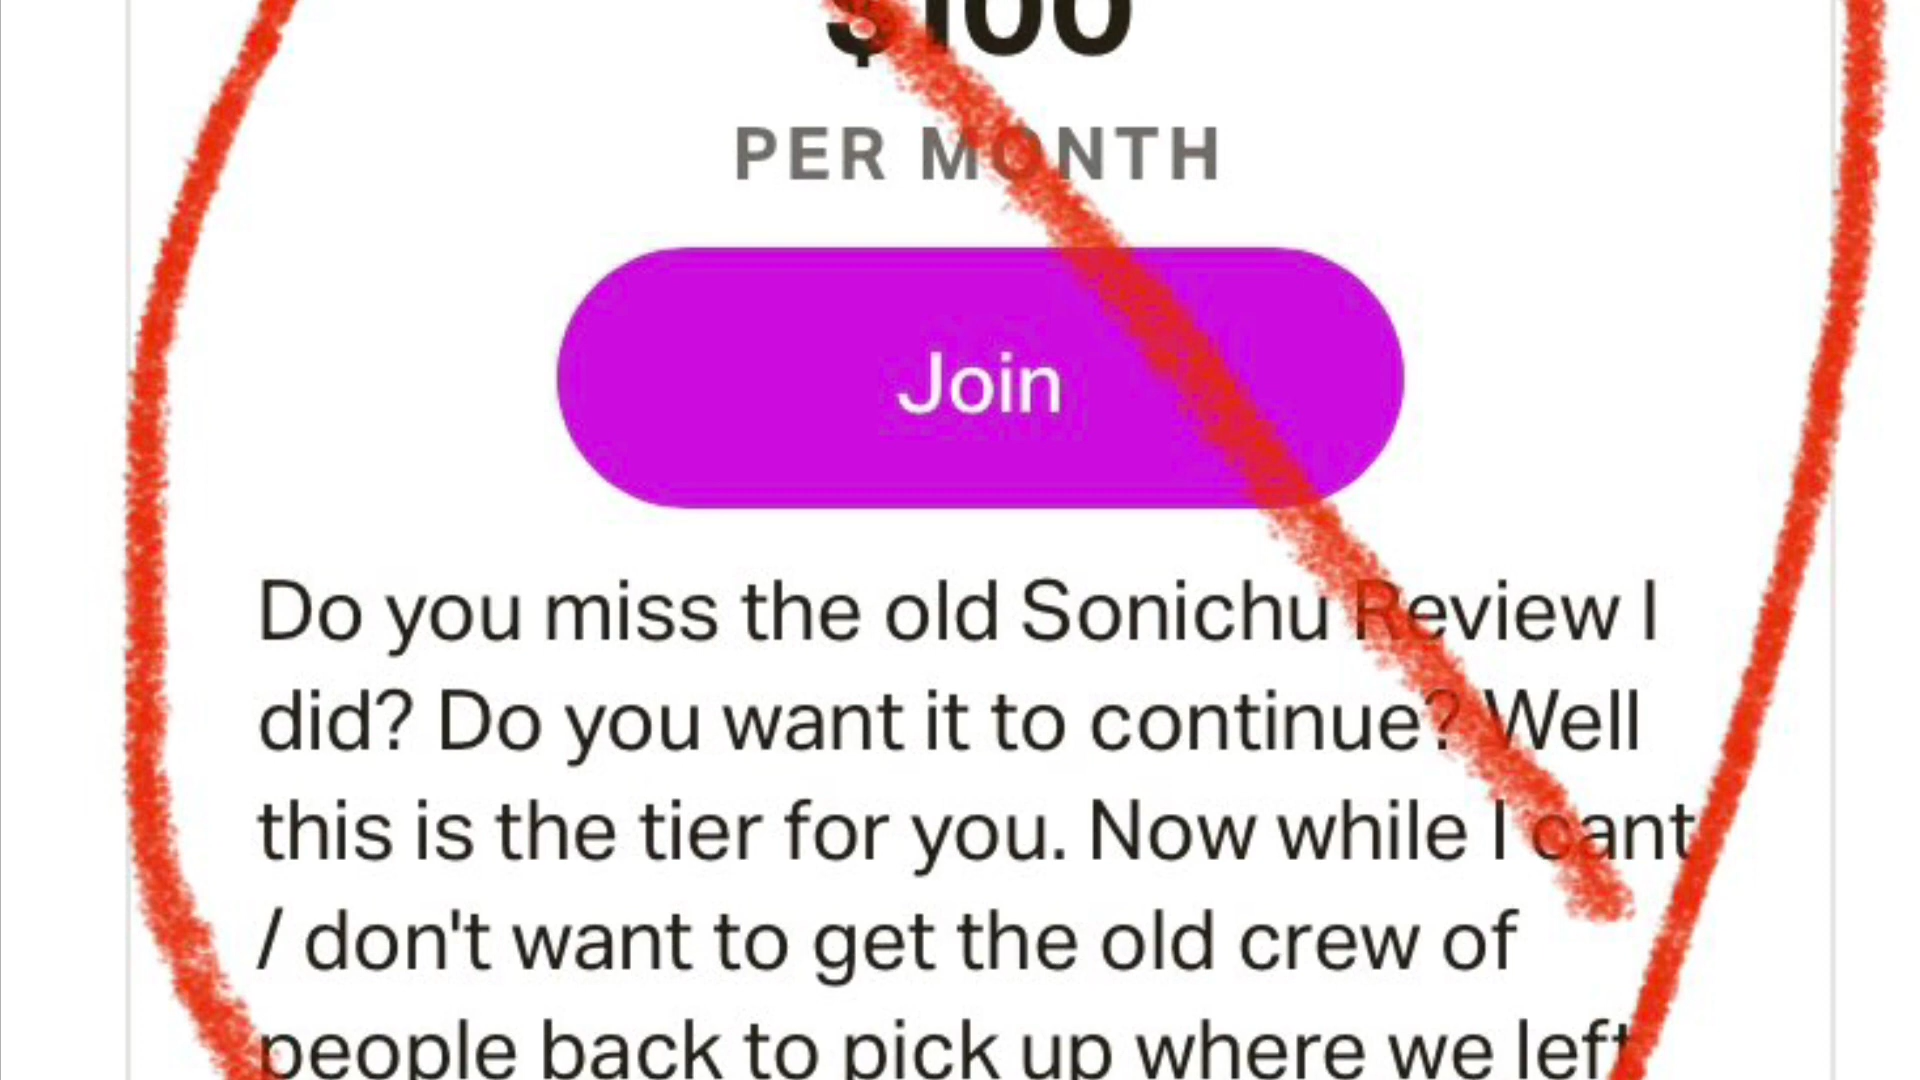 $100
PER MONTH
Join
Do you miss the old Sonichu Review I
did? Do you want it to continue? Well
this is the tier for you. Now while I cant
/ don't want to get the old crew of
people back to pick up where we left